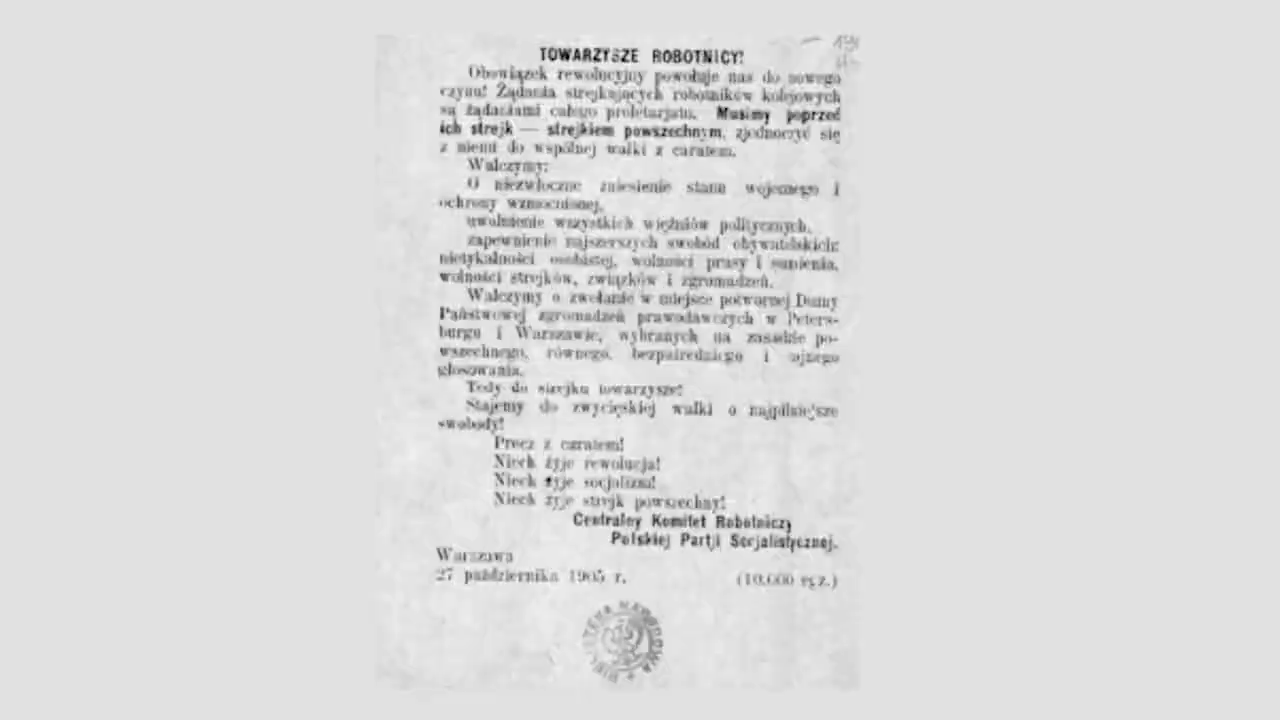 TOWARZYSZE ROBOTNICY!
Obowiązek rewolucyjny powołuje nas do nowego
czynu! Żądania strejkujących robotników kolejowych
są żądaniami całego proletarjatu. Musimy poprzeć
ich strejk — strejkiem powszechnym, zjednoczyć się
z niemi do wspólnej walki z caratem.
Walczymy:
O niezwłoczne zniesienie stanu wojennego i
ochrony wzmocnionej,
uwolnienie wszystkich więźniów politycznych,
zapewnienie najszerszych swobód obywatelskich:
nietykalności osobistej, wolności prasy i sumienia,
wolności strejków, związków i zgromadzeń.
Walczymy o zwołanie w miejsce potwornej Dumy
Państwowej zgromadzeń prawodawczych w Peters-
burgu i Warszawie, wybranych na zasadzie po-
wszechnego, równego, bezpośredniego i tajnego
głosowania.
Tedy do strejku towarzysze!
Stajemy do zwycięskiej walki o najpilniejsze
swobody!
Precz z caratem!
Niech żyje rewolucja!
Niech żyje socjalizm!
Niech żyje strejk powszechny!
Centralny Komitet Robotniczy
Polskiej Partji Socjalistycznej.
Warszawa
27 października 1905 r. (10.000 egz.)
BIBLIOTEKA NARODOWA